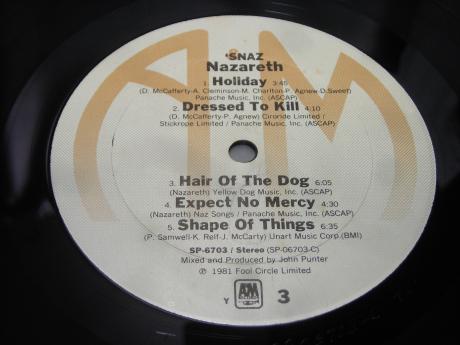 'SNAZ
Nazareth
1. Holiday 3:45
(D. McCafferty-A. Cleminson-M. Charlton-P. Agnew-D. Sweet)
Panache Music, Inc. (ASCAP)
2. Dressed To Kill 4:10
(D. McCafferty-P. Agnew) Cironide Limited /
Stickrope Limited / Panache Music, Inc. (ASCAP)
3. Hair Of The Dog 6:05
(Nazareth) Yellow Dog Music, Inc. (ASCAP)
4. Expect No Mercy 4:30
(Nazareth) Naz Songs / Panache Music, Inc. (ASCAP)
5. Shape Of Things 6:35
(P. Samwell-K. Relf-J. McCarty) Unart Music Corp. (BMI)
SP-6703 / Stereo (SP-06703-C)
Mixed and Produced by John Punter
℗ 1981 Fool Circle Limited
Y A&M 3